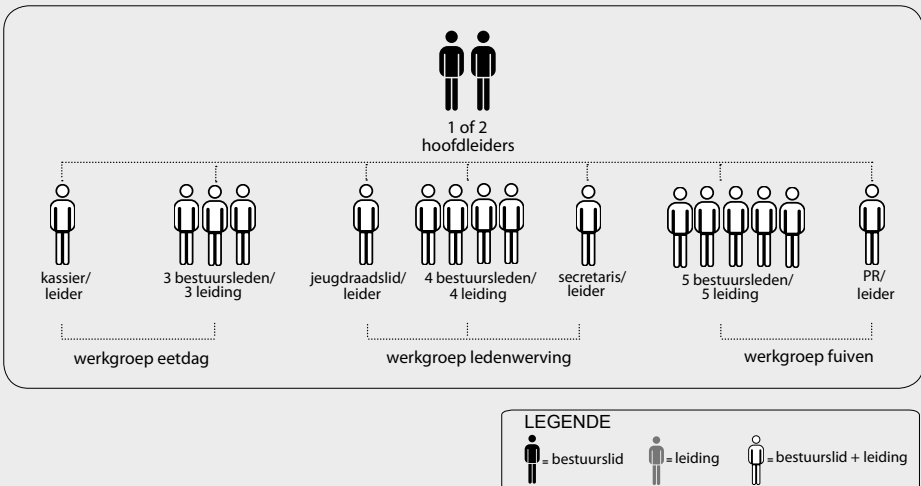 1 of 2
hoofdleiders
kassier/
leider
3 bestuursleden/
3 leiding
jeugdraadslid/
leider
4 bestuursleden/
4 leiding
secretaris/
leider
5 bestuursleden/
5 leiding
PR/
leider
werkgroep eetdag
werkgroep ledenwerving
werkgroep fuiven
LEGENDE
= bestuurslid
= leiding
= bestuurslid + leiding